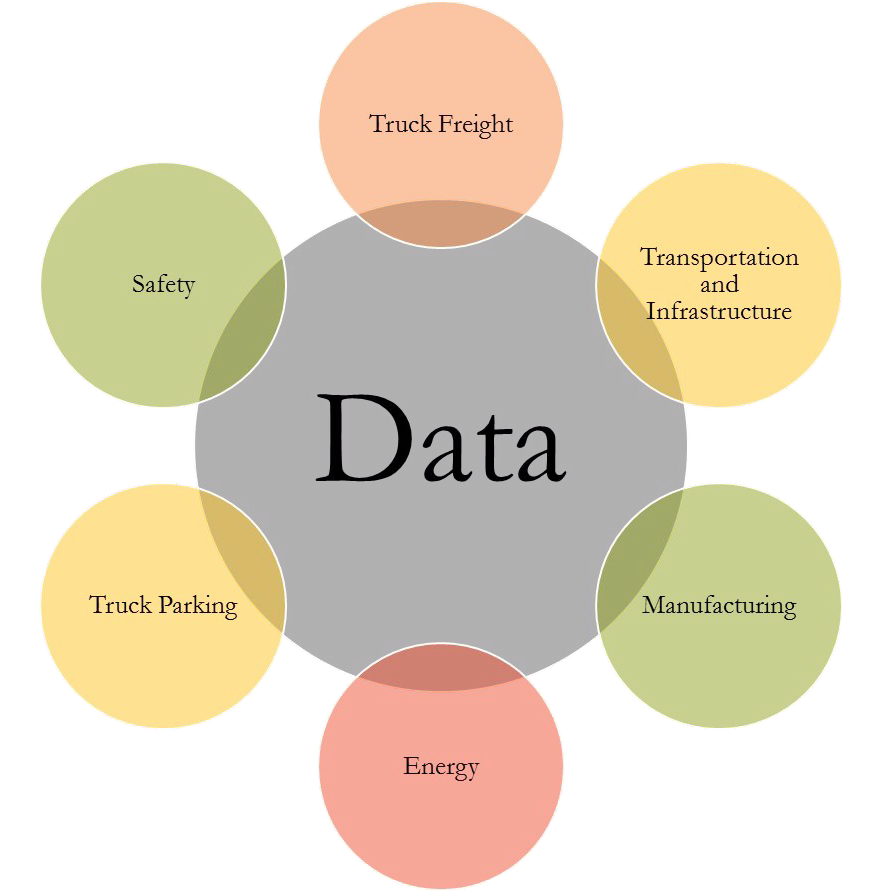 Truck Freight
Transportation
and
Infrastructure
Safety
Data
Truck Parking
Manufacturing
Energy